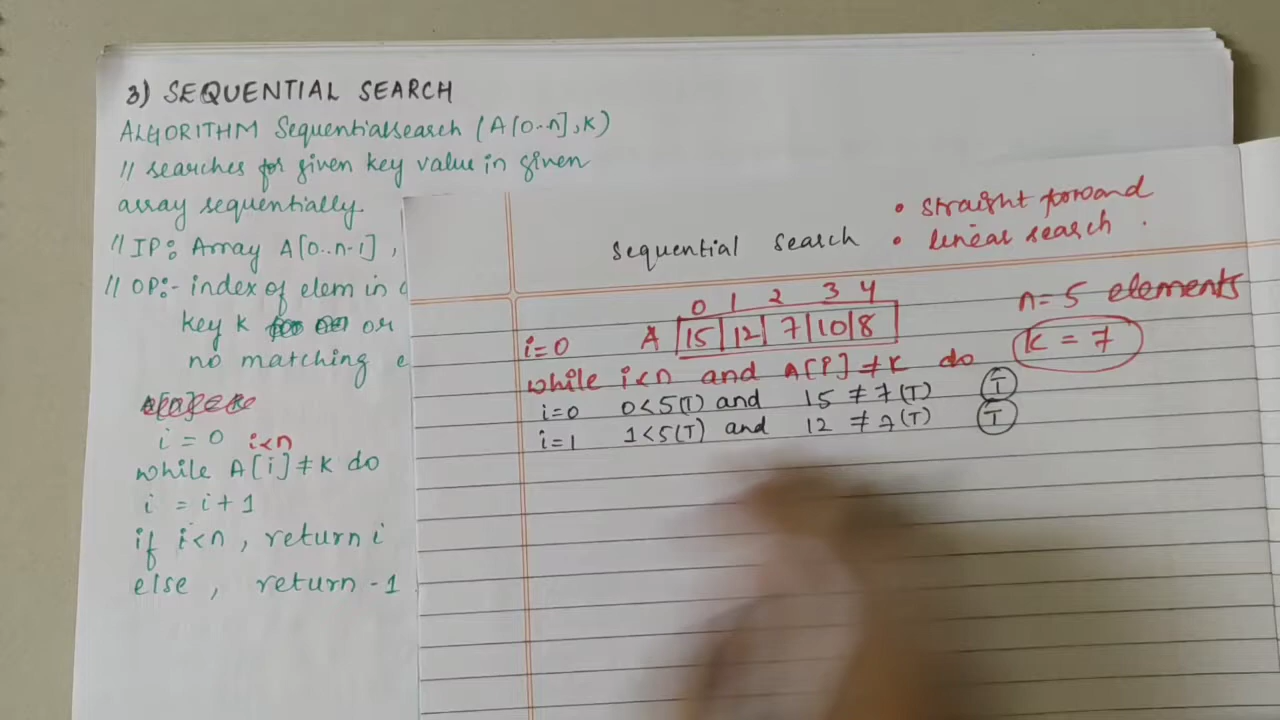 3) SEQUENTIAL SEARCH
ALGORITHM Sequentialsearch (A[0..n], K)
// searches for given key value in given
array sequentially.
// IP: Array A[0..n-1],
// OP:- index of elem in
key K or
no matching e
i = 0 i<n
while A[i] ≠ K do
i = i+1
if i<n, return i
else, return -1
• straight forward
Sequential Search • linear search.
0 1 2 3 4
n = 5 elements
i=0 A 15 12 7 10 8
K = 7
while i<n and A[i] ≠ K do
i=0 0<5(T) and 15 ≠ 7(T) T
i=1 1<5(T) and 12 ≠ 7(T) T